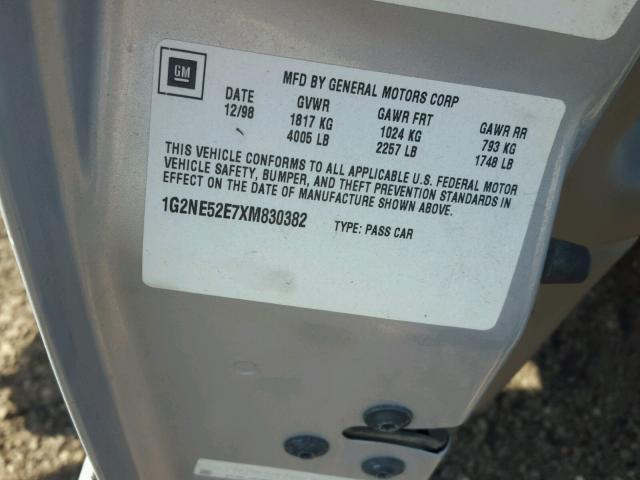 GM
MFD BY GENERAL MOTORS CORP
DATE GVWR GAWR FRT GAWR RR
12/98 1817 KG 1024 KG 793 KG
4005 LB 2257 LB 1748 LB
THIS VEHICLE CONFORMS TO ALL APPLICABLE U.S. FEDERAL MOTOR
VEHICLE SAFETY, BUMPER, AND THEFT PREVENTION STANDARDS IN
EFFECT ON THE DATE OF MANUFACTURE SHOWN ABOVE.
1G2NE52E7XM830382 TYPE: PASS CAR